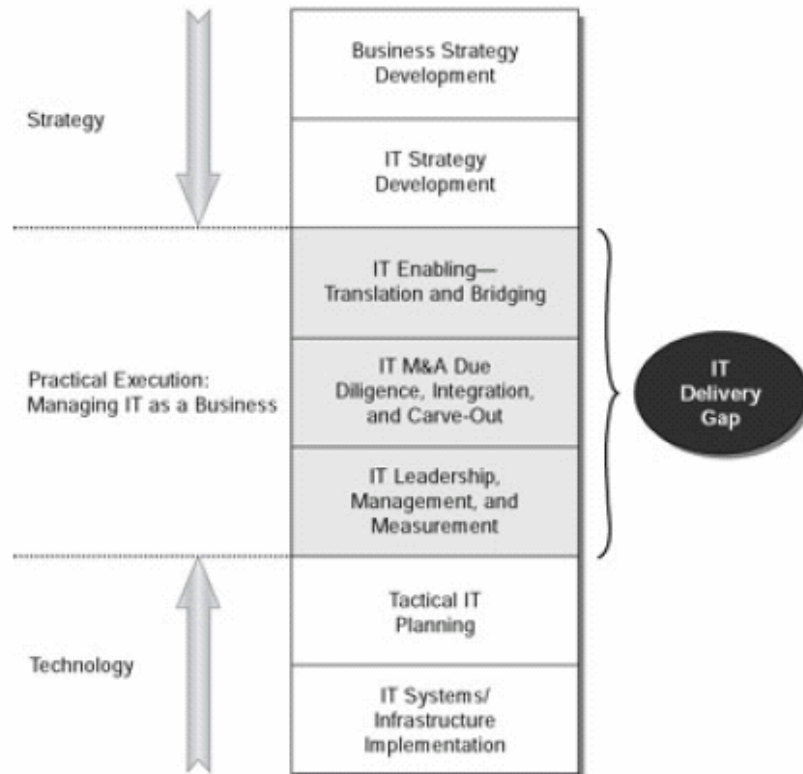 Business Strategy
Development
Strategy
IT Strategy
Development
IT Enabling—
Translation and Bridging
Practical Execution:
Managing IT as a Business
IT M&A Due
Diligence, Integration,
and Carve-Out
IT
Delivery
Gap
IT Leadership,
Management, and
Measurement
Tactical IT
Planning
Technology
IT Systems/
Infrastructure
Implementation